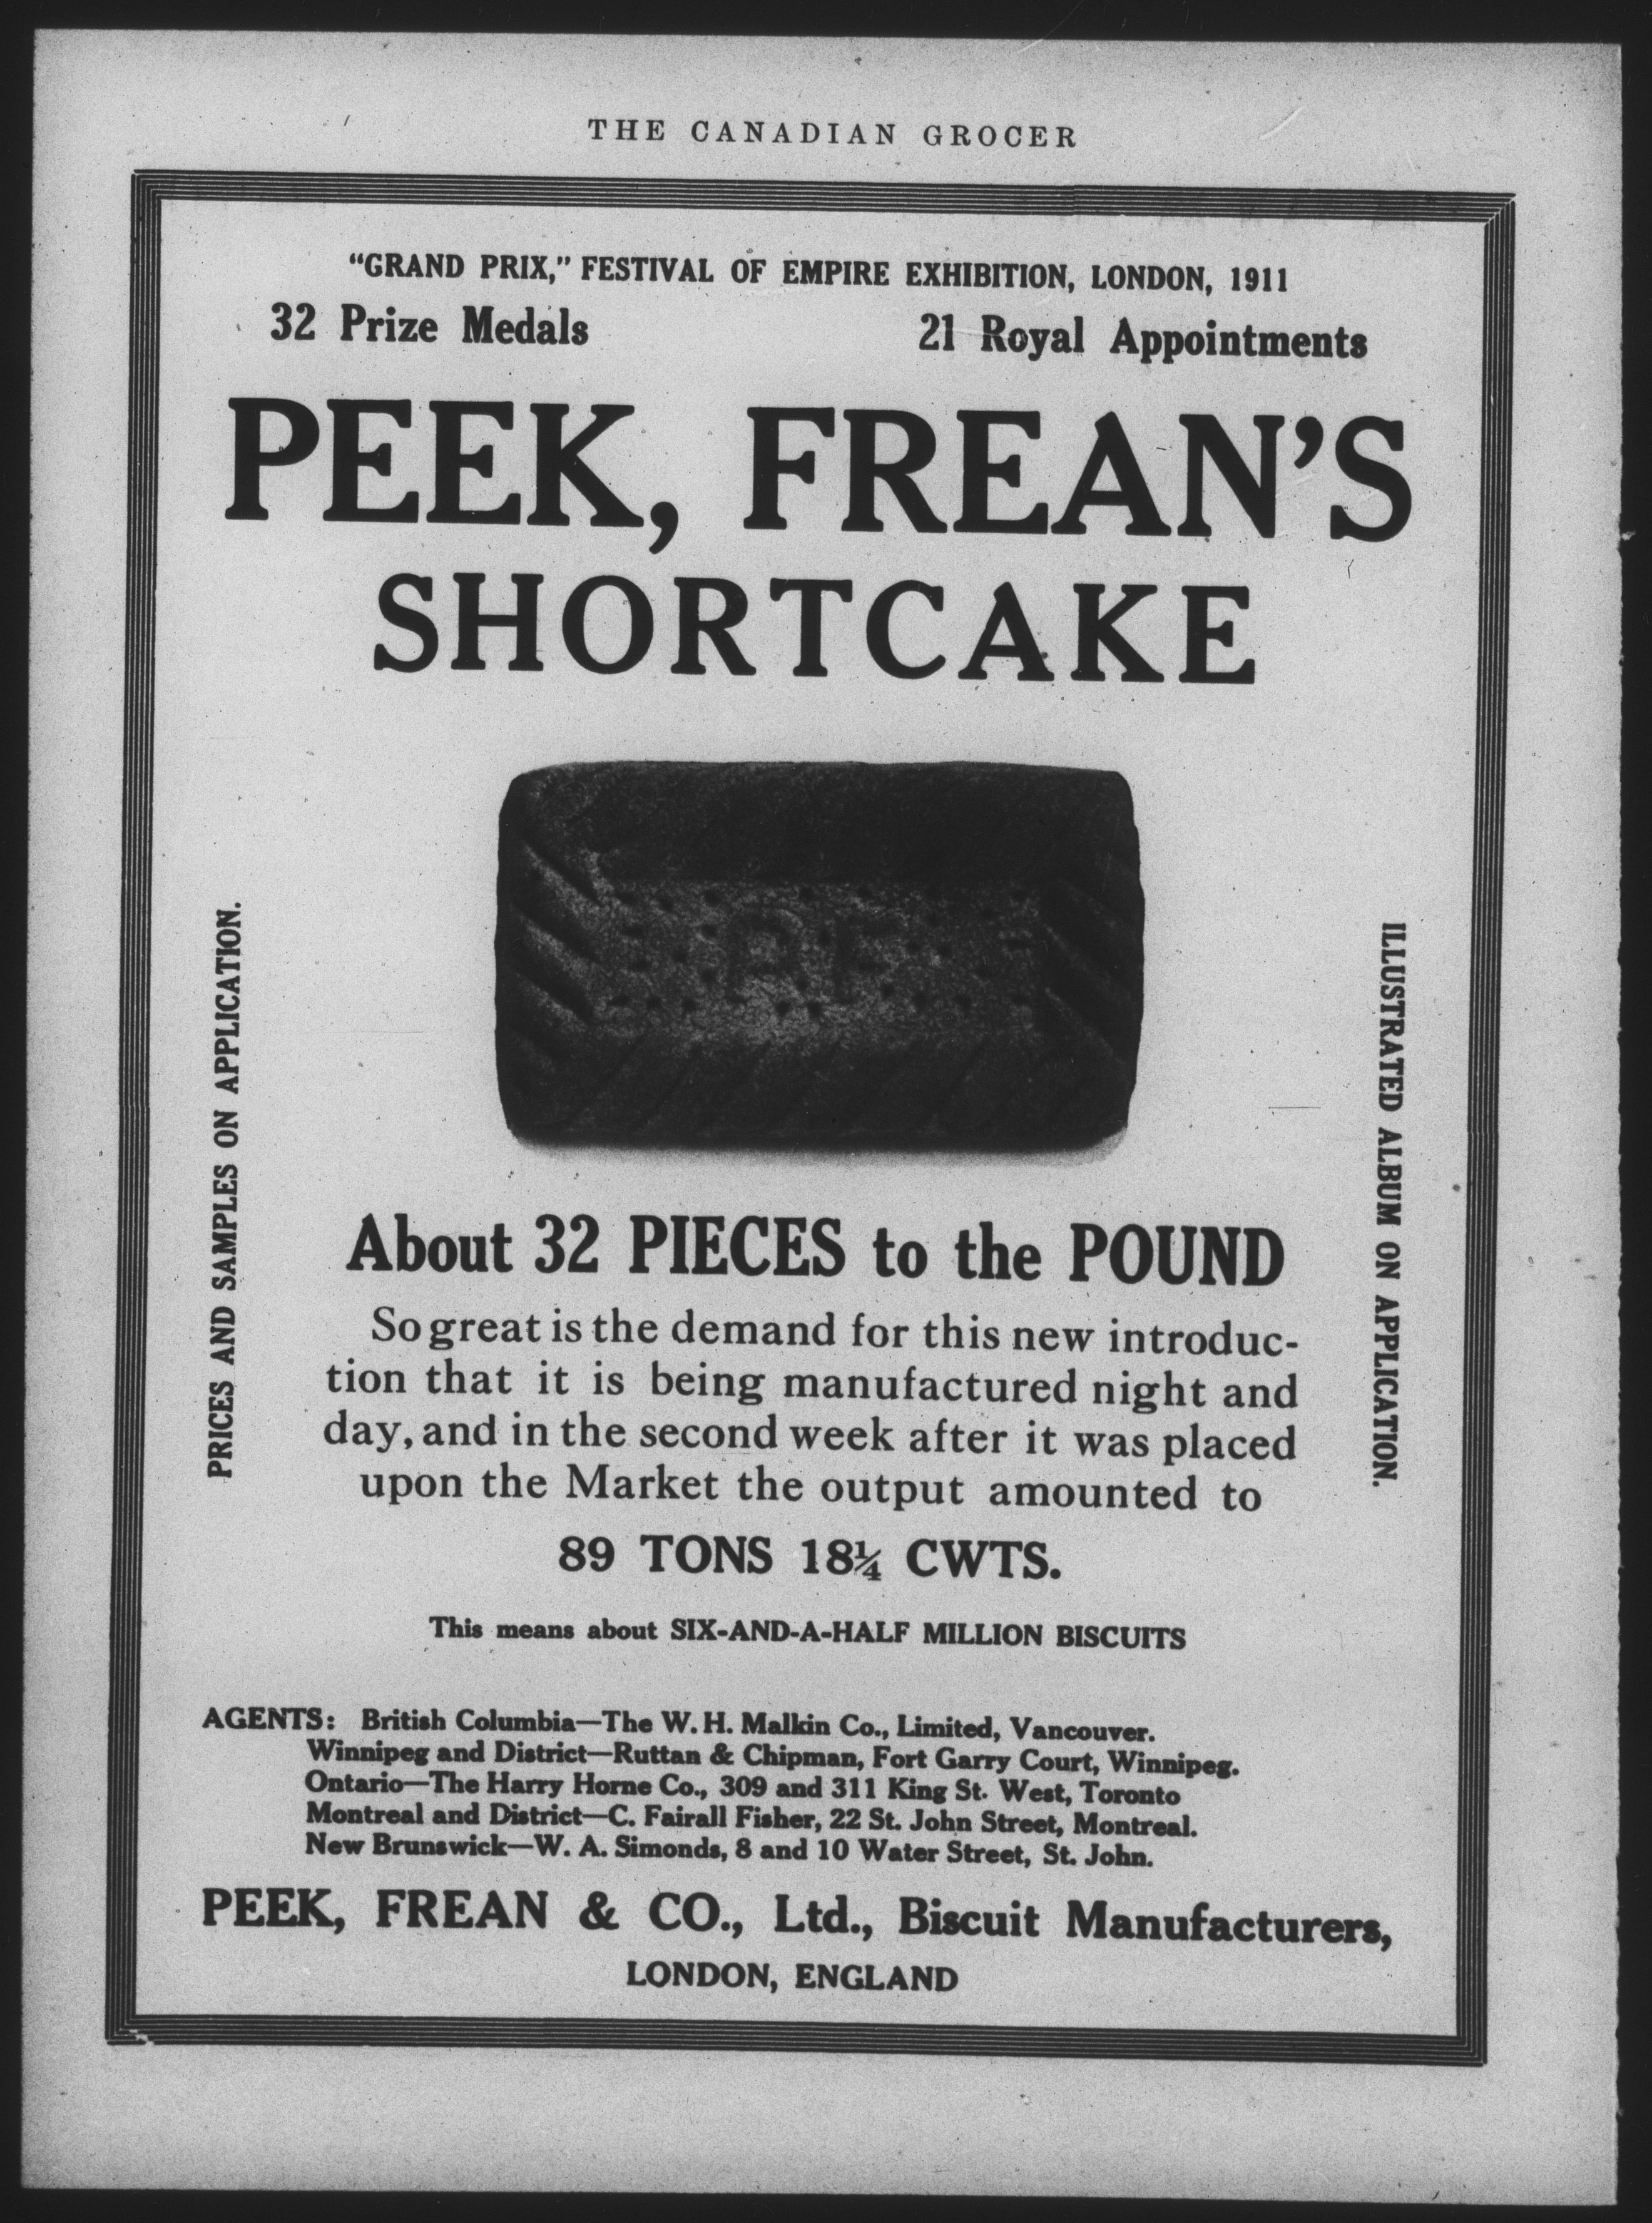 THE CANADIAN GROCER
"GRAND PRIX," FESTIVAL OF EMPIRE EXHIBITION, LONDON, 1911
32 Prize Medals 21 Royal Appointments
PEEK, FREAN'S
SHORTCAKE
PF
PRICES AND SAMPLES ON APPLICATION.
ILLUSTRATED ALBUM ON APPLICATION.
About 32 PIECES to the POUND
So great is the demand for this new introduc-
tion that it is being manufactured night and
day, and in the second week after it was placed
upon the Market the output amounted to
89 TONS 18¼ CWTS.
This means about SIX-AND-A-HALF MILLION BISCUITS
AGENTS: British Columbia—The W. H. Malkin Co., Limited, Vancouver.
Winnipeg and District—Ruttan & Chipman, Fort Garry Court, Winnipeg.
Ontario—The Harry Horne Co., 309 and 311 King St. West, Toronto
Montreal and District—C. Fairall Fisher, 22 St. John Street, Montreal.
New Brunswick—W. A. Simonds, 8 and 10 Water Street, St. John.
PEEK, FREAN & CO., Ltd., Biscuit Manufacturers,
LONDON, ENGLAND